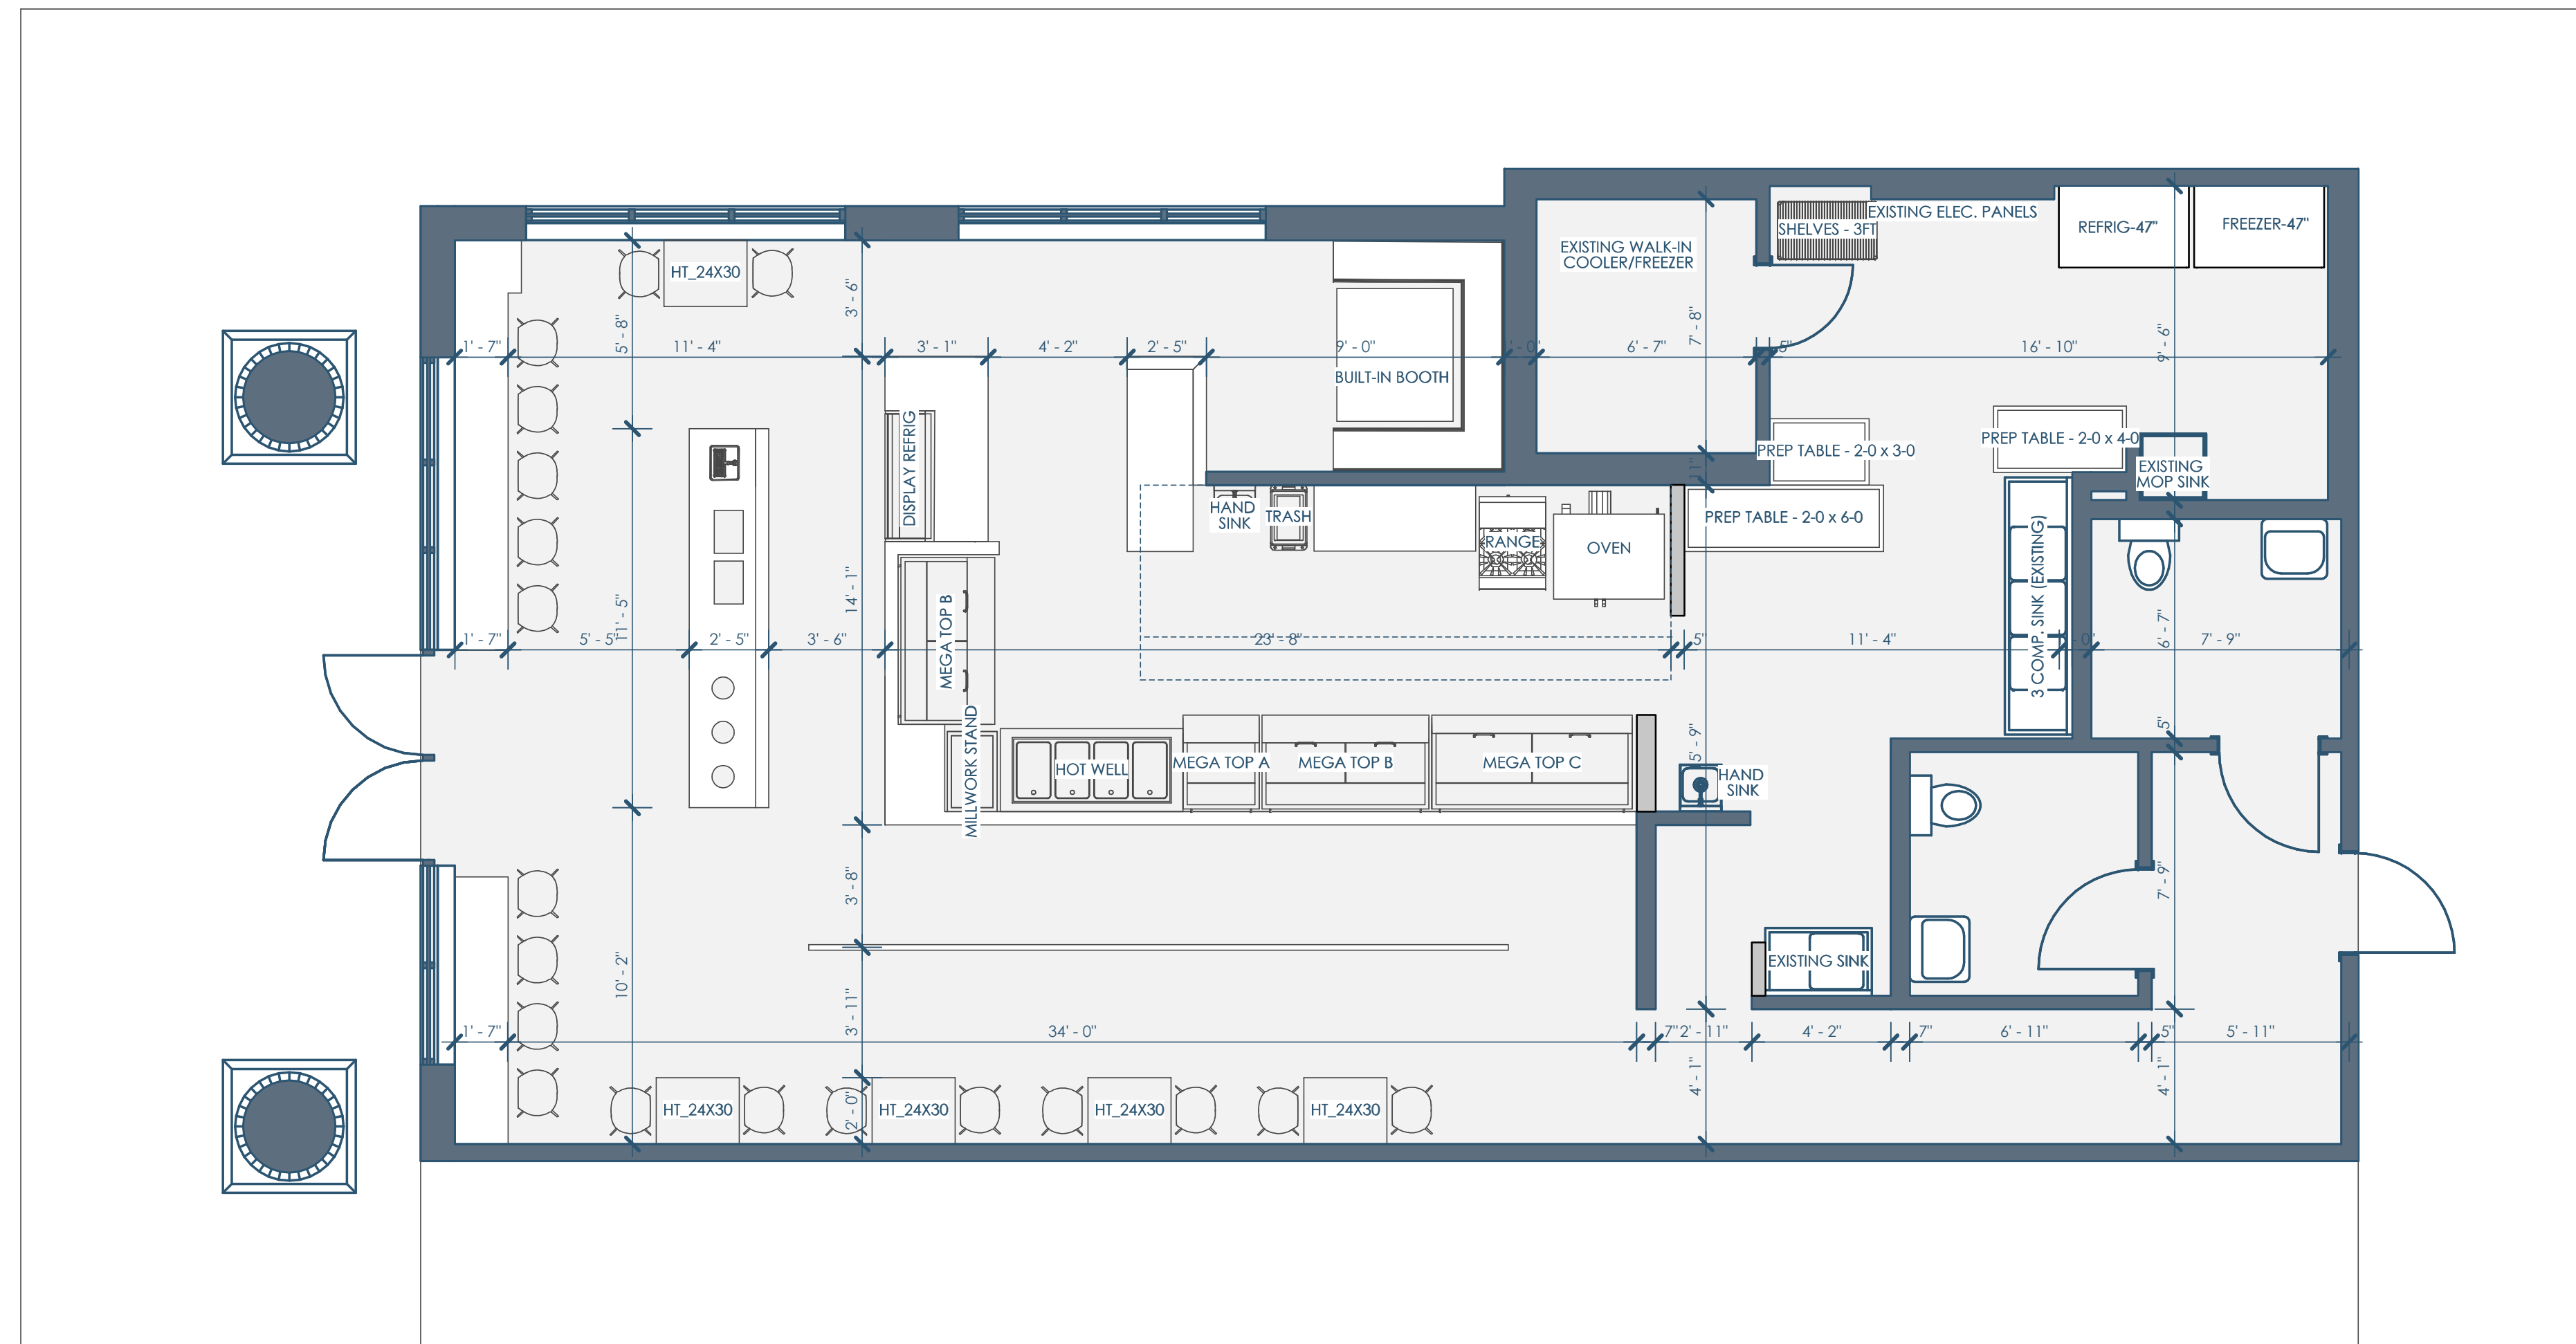 EXISTING ELEC. PANELS
SHELVES - 3FT
REFRIG-47"
FREEZER-47"
EXISTING WALK-IN
COOLER/FREEZER
HT_24X30
3' - 6"
5' - 8"
7' - 8"
9' - 6"
1' - 7"
11' - 4"
3' - 1"
4' - 2"
2' - 5"
9' - 0"
6' - 7"
5"
16' - 10"
BUILT-IN BOOTH
DISPLAY REFRIG
PREP TABLE - 2-0 x 3-0
PREP TABLE - 2-0 x 4-0
11"
EXISTING
MOP SINK
HAND
SINK
TRASH
RANGE
OVEN
PREP TABLE - 2-0 x 6-0
3 COMP. SINK (EXISTING)
14' - 1"
11' - 5"
MEGA TOP B
6' - 7"
1' - 7"
5' - 5"
2' - 5"
3' - 6"
23' - 8"
5"
11' - 4"
7' - 9"
5"
MILLWORK STAND
HOT WELL
MEGA TOP A
MEGA TOP B
MEGA TOP C
HAND
SINK
3' - 8"
7' - 9"
10' - 2"
EXISTING SINK
3' - 11"
1' - 7"
34' - 0"
7"
2' - 11"
4' - 2"
7"
6' - 11"
5"
5' - 11"
4' - 1"
4' - 1"
2' - 0"
HT_24X30
HT_24X30
HT_24X30
HT_24X30